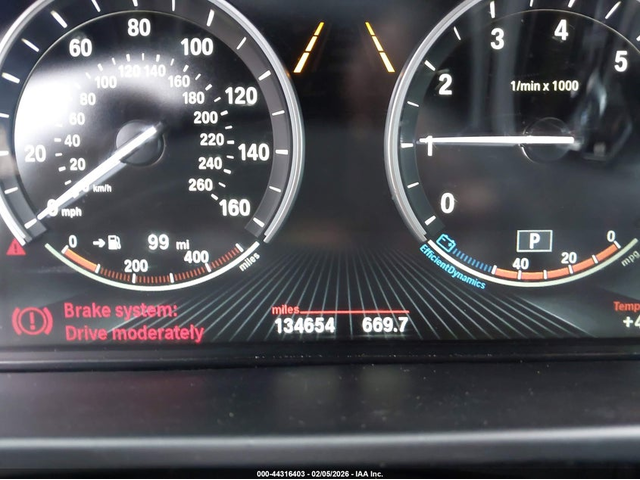 60 80 100
100 120 140 160
80 180 120
60 200
20 40 220 140
20 240
0 km/h 260
mph 160
0 99 mi 400
200 miles
Brake system:
Drive moderately
miles
134654 669.7
3 4 5
2 1/min x 1000
1
0
P
40 20 0
mpg
EfficientDynamics
Temp
+4
000-44316403 - 02/05/2026 - IAA Inc.